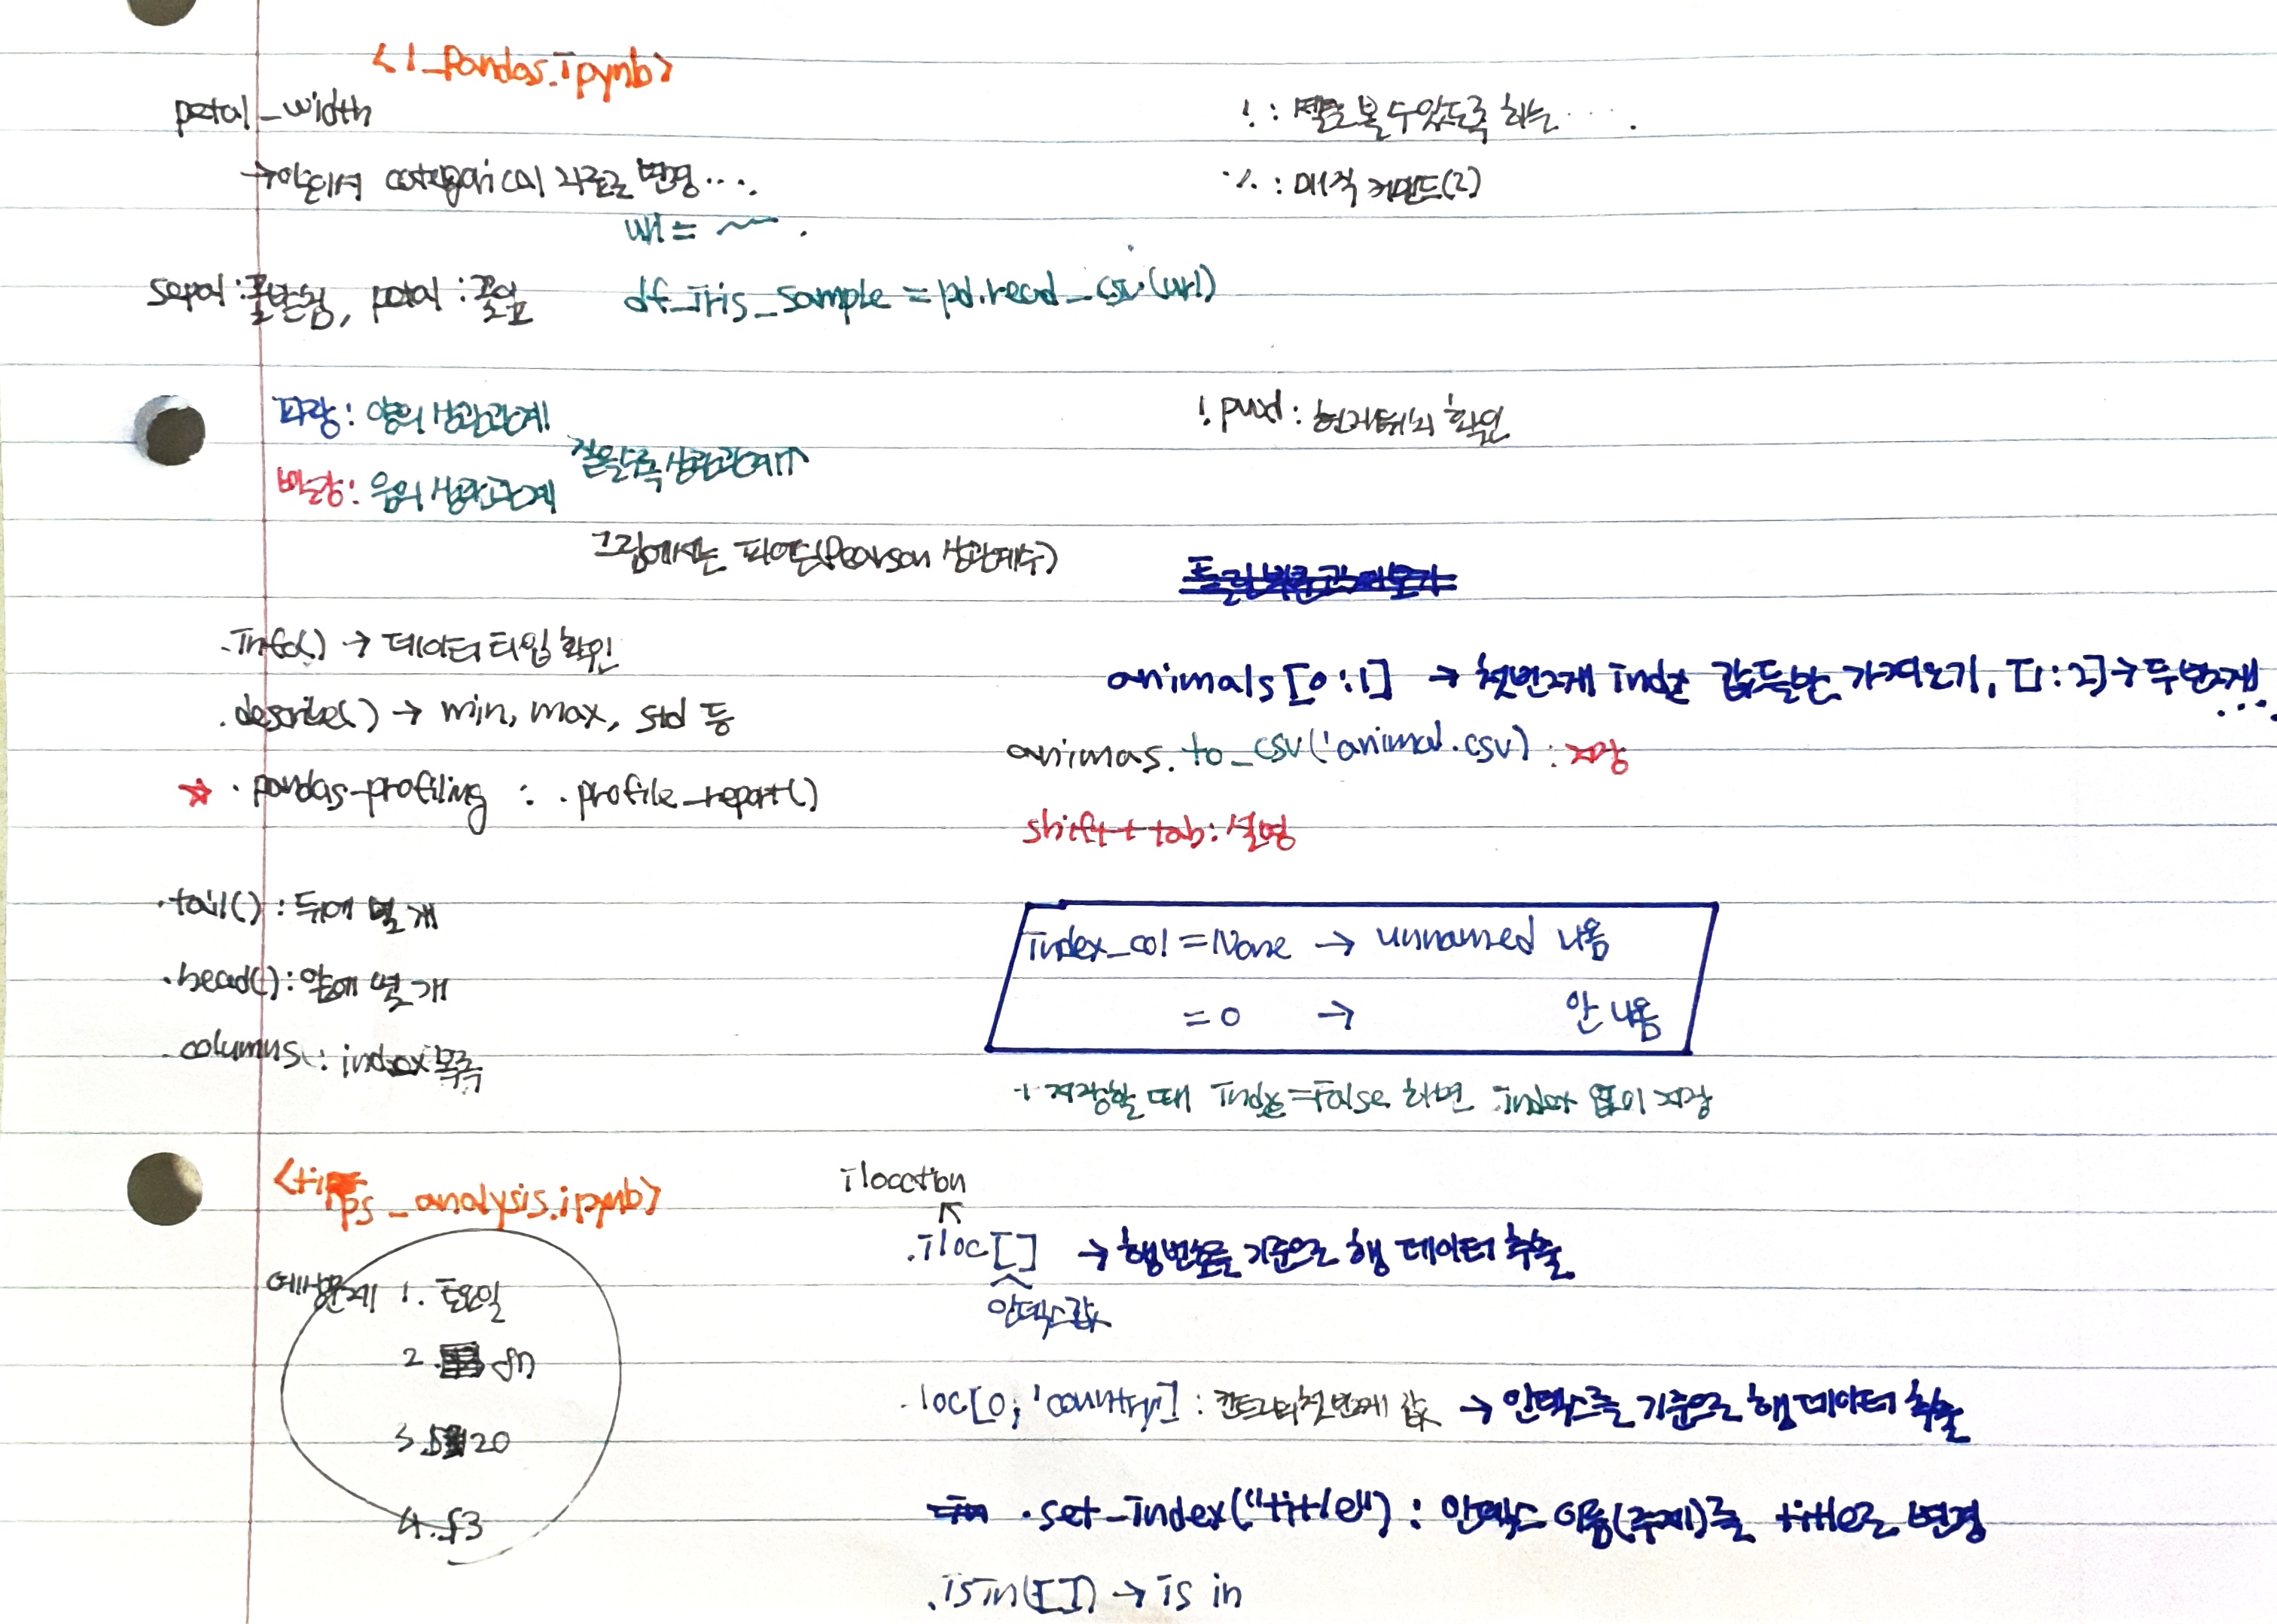 <1_Pandas.ipynb>
petal_width
→ 안에서 categorical 자료로 변경....
url = ~ .
sepal : 꽃받침, petal : 꽃잎
df_iris_sample = pd.read_csv(url)
파랑: 양의 상관관계
짙을수록 상관관계↑
빨강: 음의 상관관계
그림에서는 피어슨(Pearson 상관계수)
.info() → 데이터 타입 확인
.describe() → min, max, std 등
☆ . pandas-profiling : .profile_report()
.tail() : 뒤에 몇 개
.head() : 앞에 몇 개
.columns : index 목록
<tips_analysis.ipynb>
예상문제 1. 토요일
2.
3. 20
4. f3
! : 쉘로 볼 수 있도록 하는 ....
% : 매직 커맨드(?)
!pwd : 현재 위치 확인
animals[0:1] → 첫번째 index 값들만 가져오기, [1:2] → 두번째...
animas.to_csv('animal.csv) : 저장
shift + tab : 설명
index_col = None → unnamed 나옴
= 0 → 안 나옴
+ 저장할 때 index=False 하면 index 없이 저장
ilocation
.iloc[] → 행번호를 기준으로 행 데이터 추출
인덱스 값
.loc[0, 'country'] : 컨트리의 첫번째 값 → 인덱스를 기준으로 행 데이터 추출
.set_index("title") : 인덱스 이름(주제)를 title로 변경
.isin([]) → is in